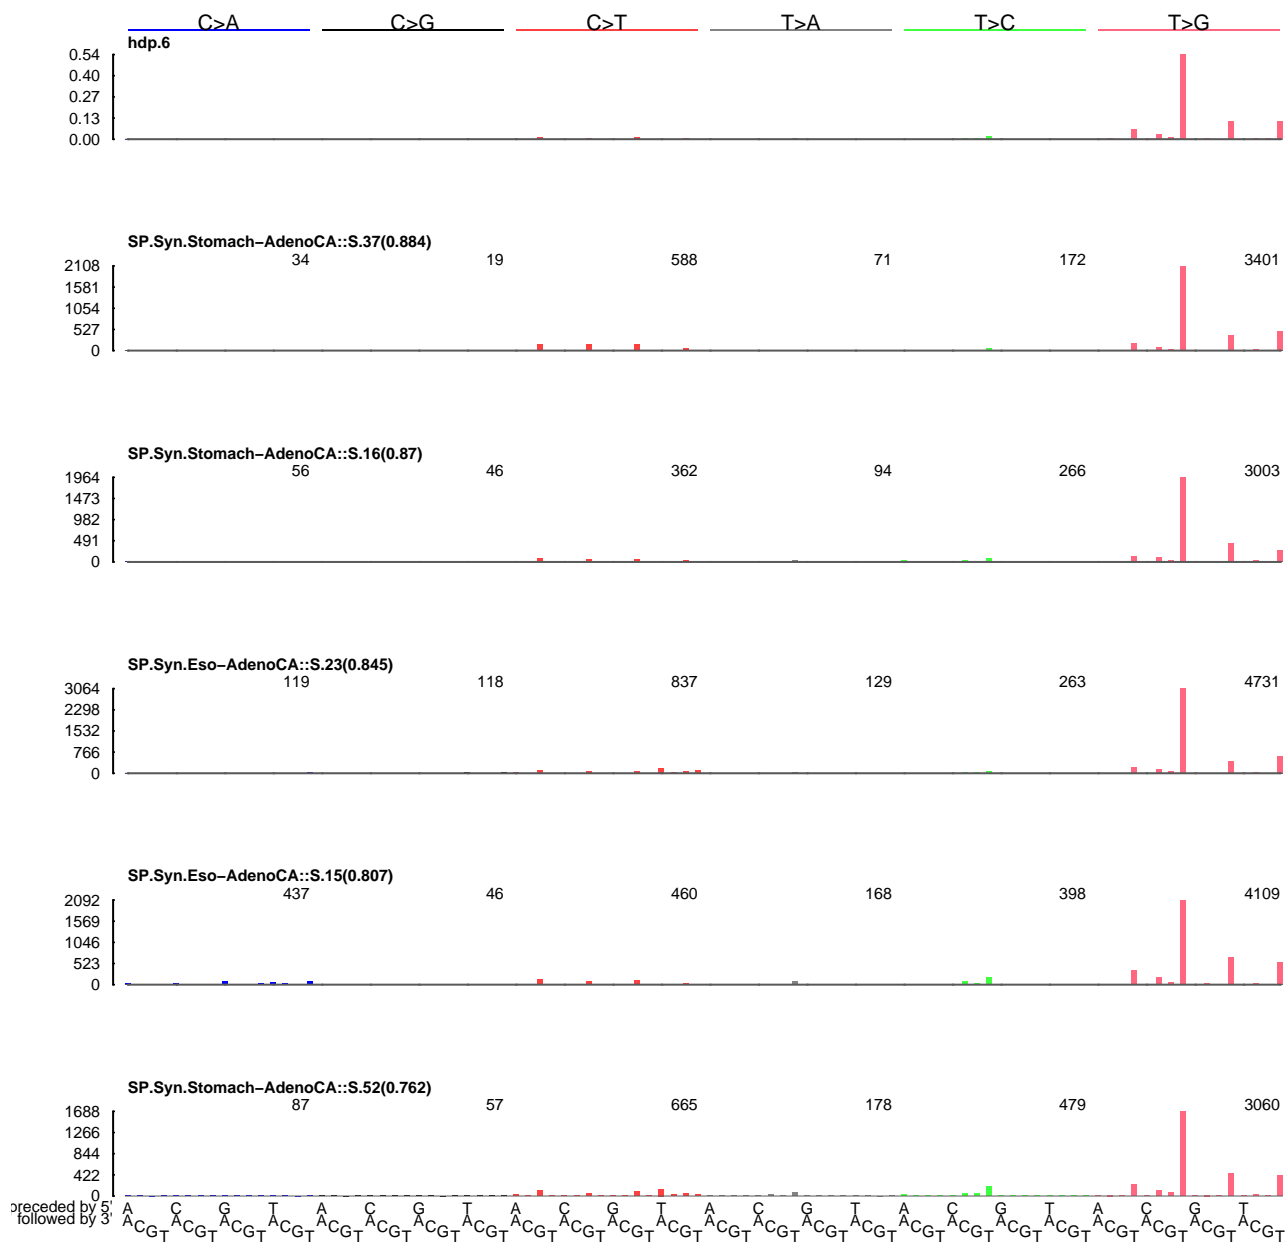 C>A C>G C>T T>A T>C T>G
hdp.6
0.54
0.40
0.27
0.13
0.00
SP.Syn.Stomach−AdenoCA::S.37(0.884)
34 19 588 71 172 3401
2108
1581
1054
527
0
SP.Syn.Stomach−AdenoCA::S.16(0.87)
56 46 362 94 266 3003
1964
1473
982
491
0
SP.Syn.Eso−AdenoCA::S.23(0.845)
119 118 837 129 263 4731
3064
2298
1532
766
0
SP.Syn.Eso−AdenoCA::S.15(0.807)
437 46 460 168 398 4109
2092
1569
1046
523
0
SP.Syn.Stomach−AdenoCA::S.52(0.762)
87 57 665 178 479 3060
1688
1266
844
422
0
preceded by 5' A C G T A C G T A C G T A C G T A C G T A C G T
followed by 3' A C G T A C G T A C G T A C G T A C G T A C G T A C G T A C G T A C G T A C G T A C G T A C G T A C G T A C G T A C G T A C G T A C G T A C G T A C G T A C G T A C G T A C G T A C G T A C G T